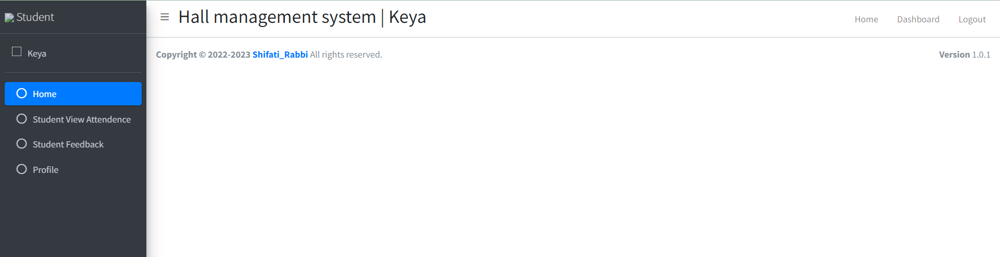 Student
Keya
Home
Student View Attendence
Student Feedback
Profile
Hall management system | Keya
Home Dashboard Logout
Copyright © 2022-2023 Shifati_Rabbi All rights reserved.
Version 1.0.1